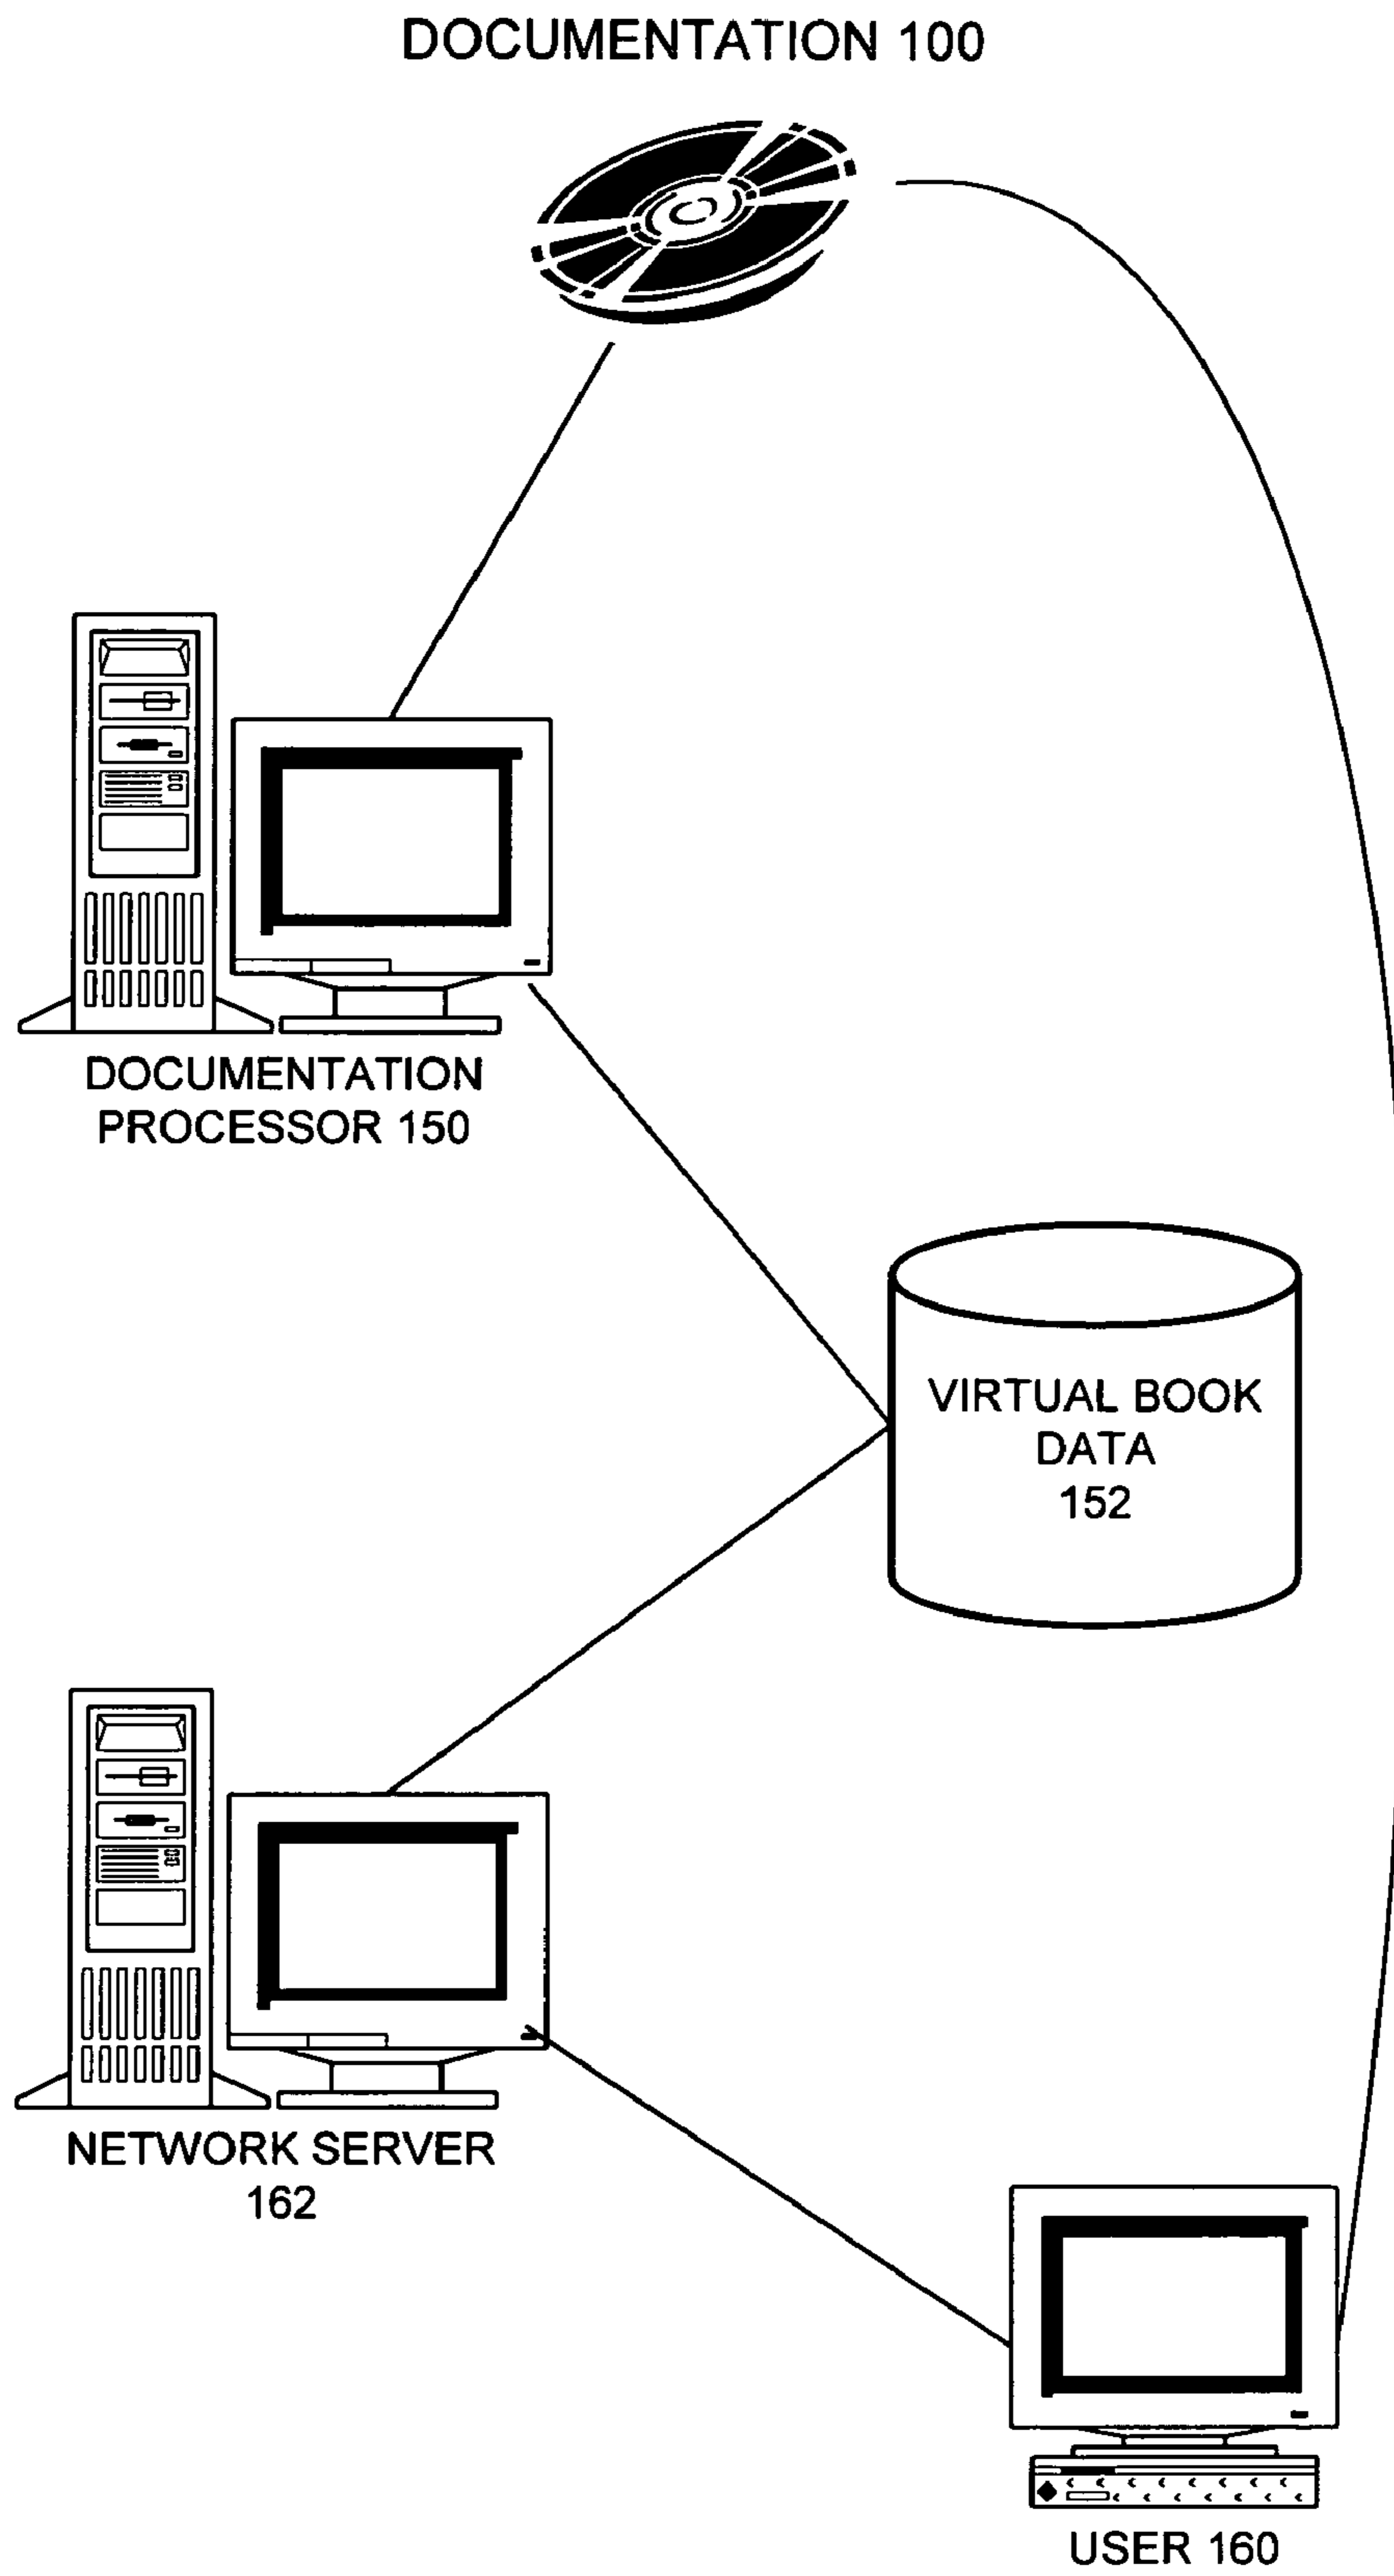 DOCUMENTATION 100
DOCUMENTATION
PROCESSOR 150
VIRTUAL BOOK
DATA
152
NETWORK SERVER
162
USER 160